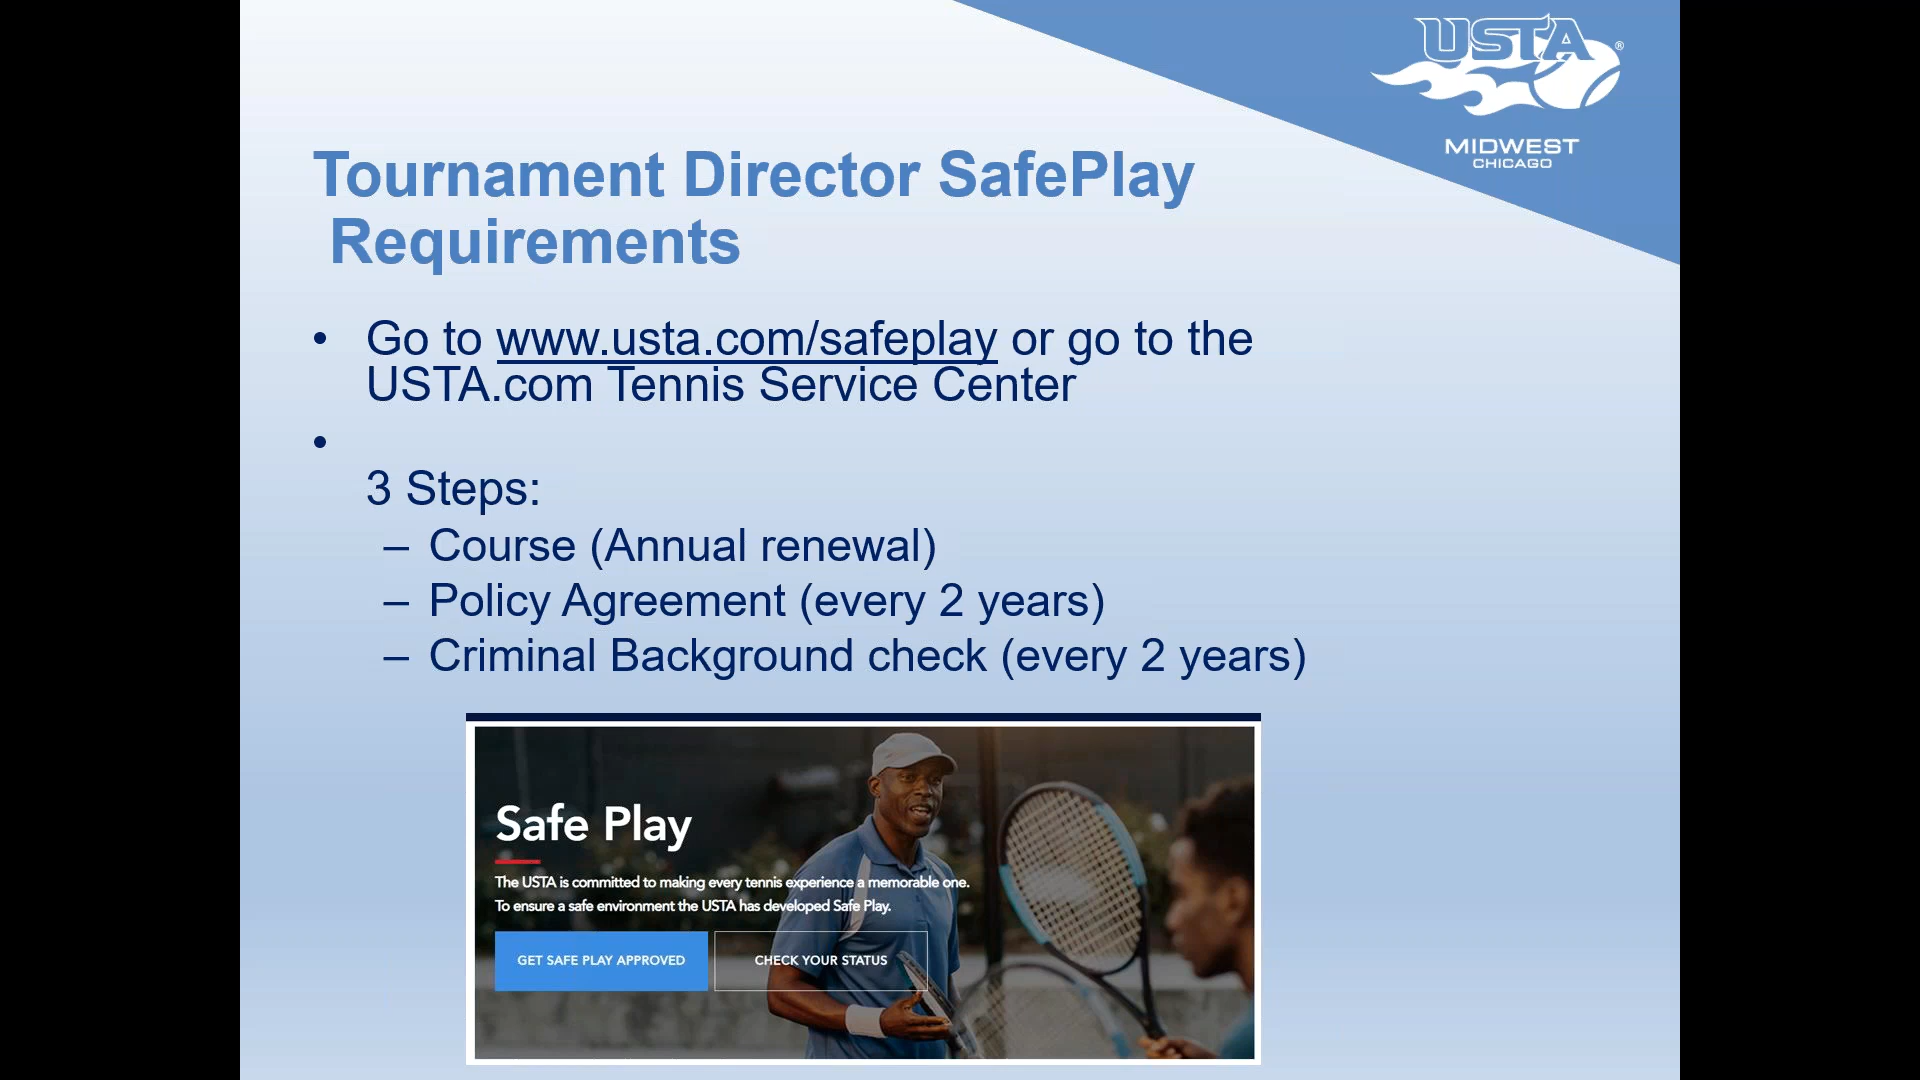 USTA®
MIDWEST
CHICAGO
Tournament Director SafePlay
Requirements
• Go to www.usta.com/safeplay or go to the
USTA.com Tennis Service Center
•
3 Steps:
– Course (Annual renewal)
– Policy Agreement (every 2 years)
– Criminal Background check (every 2 years)
Safe Play
The USTA is committed to making every tennis experience a memorable one.
To ensure a safe environment the USTA has developed Safe Play.
GET SAFE PLAY APPROVED
CHECK YOUR STATUS